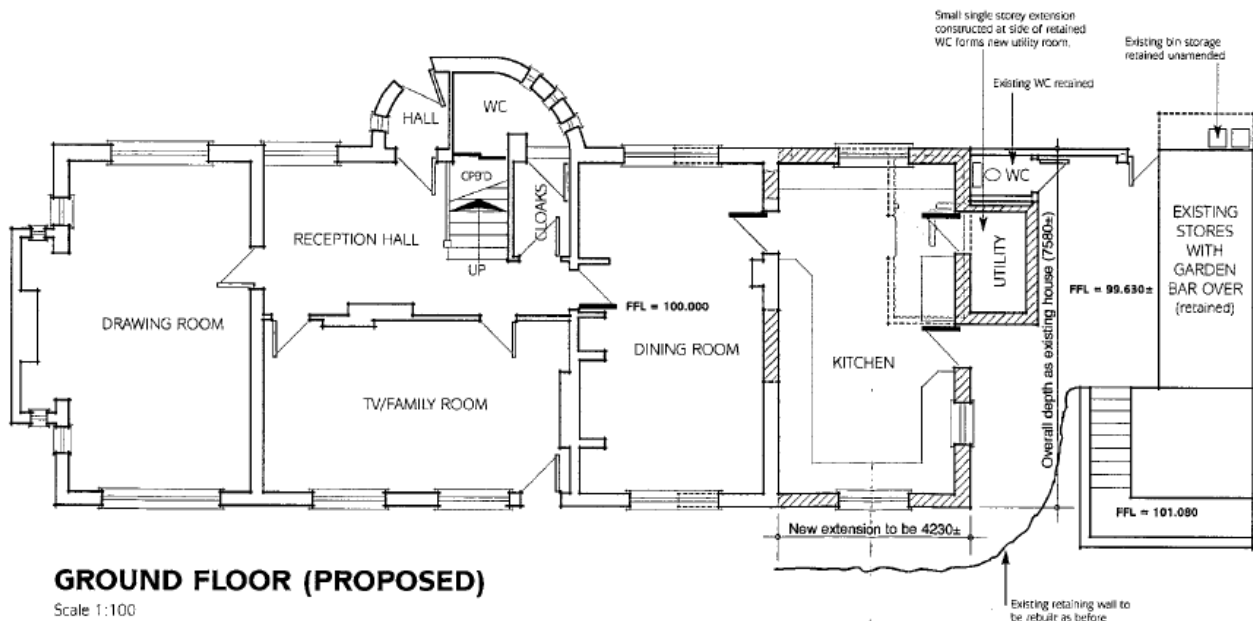 Small single storey extension
constructed at side of retained
WC forms new utility room.
Existing bin storage
retained unamended
Existing WC retained
HALL
WC
WC
CPB'D
CLOAKS
RECEPTION HALL
UP
UTILITY
EXISTING
STORES
WITH
GARDEN
BAR OVER
(retained)
FFL = 99.630±
FFL = 100.000
DRAWING ROOM
DINING ROOM
KITCHEN
TV/FAMILY ROOM
Overall depth as existing house (7580±)
FFL = 101.080
New extension to be 4230±
GROUND FLOOR (PROPOSED)
Scale 1:100
Existing retaining wall to
be rebuilt as before